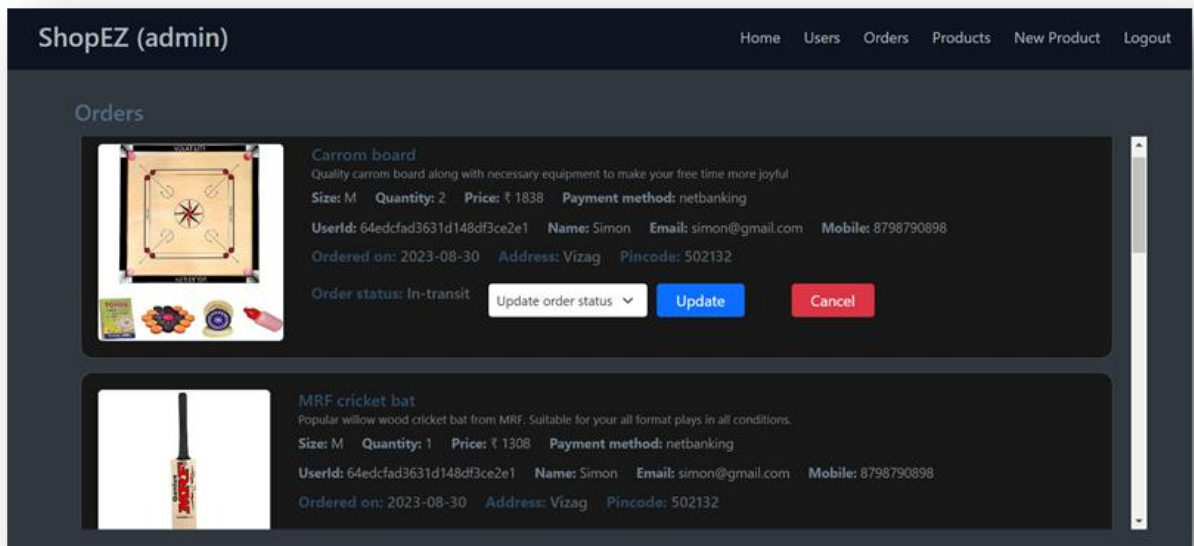 ShopEZ (admin)
Home Users Orders Products New Product Logout
Orders
VOLATILITY
Carrom board
Quality carrom board along with necessary equipment to make your free time more joyful
Size: M Quantity: 2 Price: ₹ 1838 Payment method: netbanking
UserId: 64edcfad3631d148df3ce2e1 Name: Simon Email: simon@gmail.com Mobile: 8798790898
Ordered on: 2023-08-30 Address: Vizag Pincode: 502132
Order status: In-transit Update order status Update Cancel
MRF cricket bat
Popular willow wood cricket bat from MRF. Suitable for your all format plays in all conditions.
Size: M Quantity: 1 Price: ₹ 1308 Payment method: netbanking
UserId: 64edcfad3631d148df3ce2e1 Name: Simon Email: simon@gmail.com Mobile: 8798790898
Genius
MRF
Ordered on: 2023-08-30 Address: Vizag Pincode: 502132